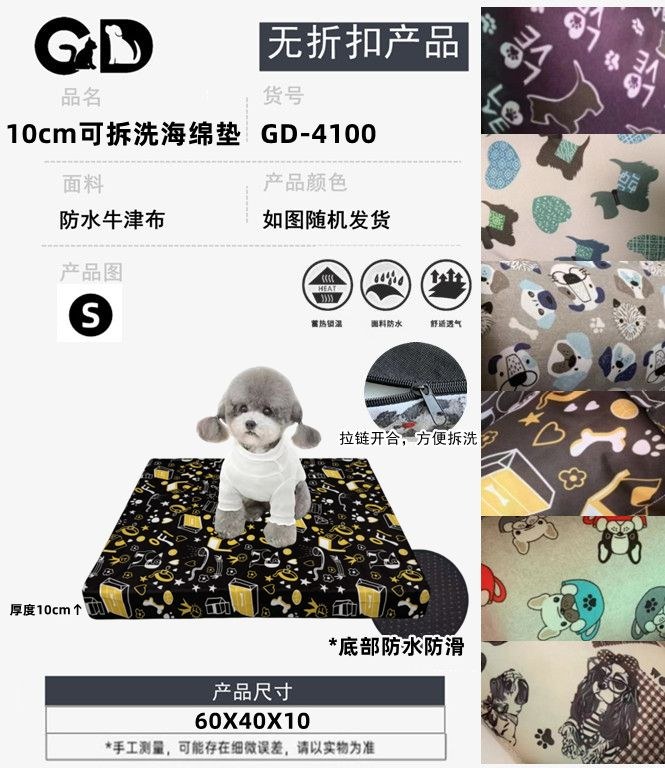 GD
无折扣产品
品名
货号
10cm可拆洗海绵垫
GD-4100
面料
产品颜色
防水牛津布
如图随机发货
产品图
S
HEAT
蓄热锁温
面料防水
舒适透气
拉链开合，方便拆洗
厚度10cm↑
*底部防水防滑
产品尺寸
60X40X10
*手工测量，可能存在细微误差，请以实物为准